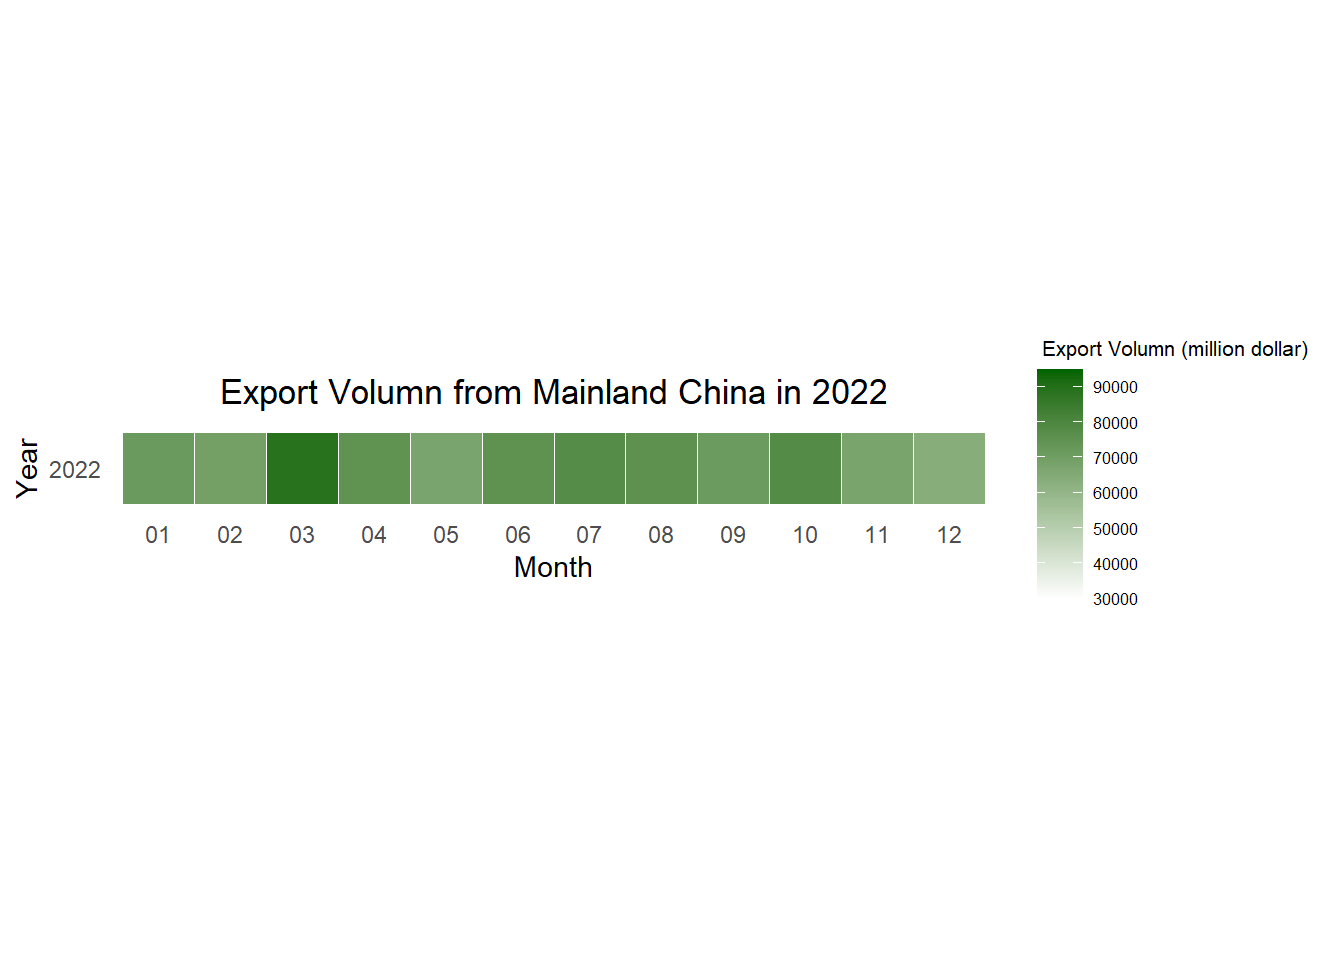 Export Volumn from Mainland China in 2022
Year
2022
01 02 03 04 05 06 07 08 09 10 11 12
Month
Export Volumn (million dollar)
90000
80000
70000
60000
50000
40000
30000